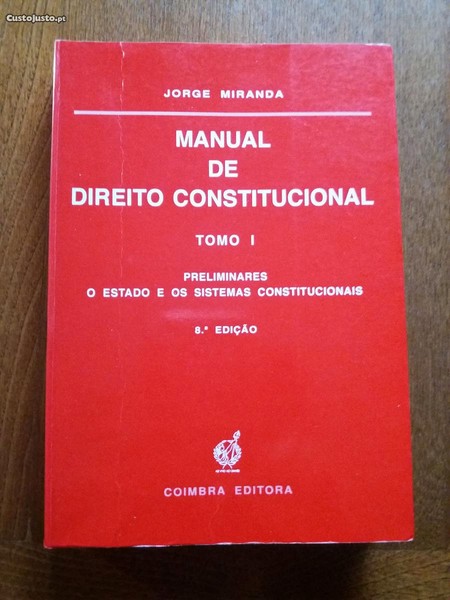 CustoJusto.pt
JORGE MIRANDA
MANUAL
DE
DIREITO CONSTITUCIONAL
TOMO I
PRELIMINARES
O ESTADO E OS SISTEMAS CONSTITUCIONAIS
8.ª EDIÇÃO
COIMBRA EDITORA